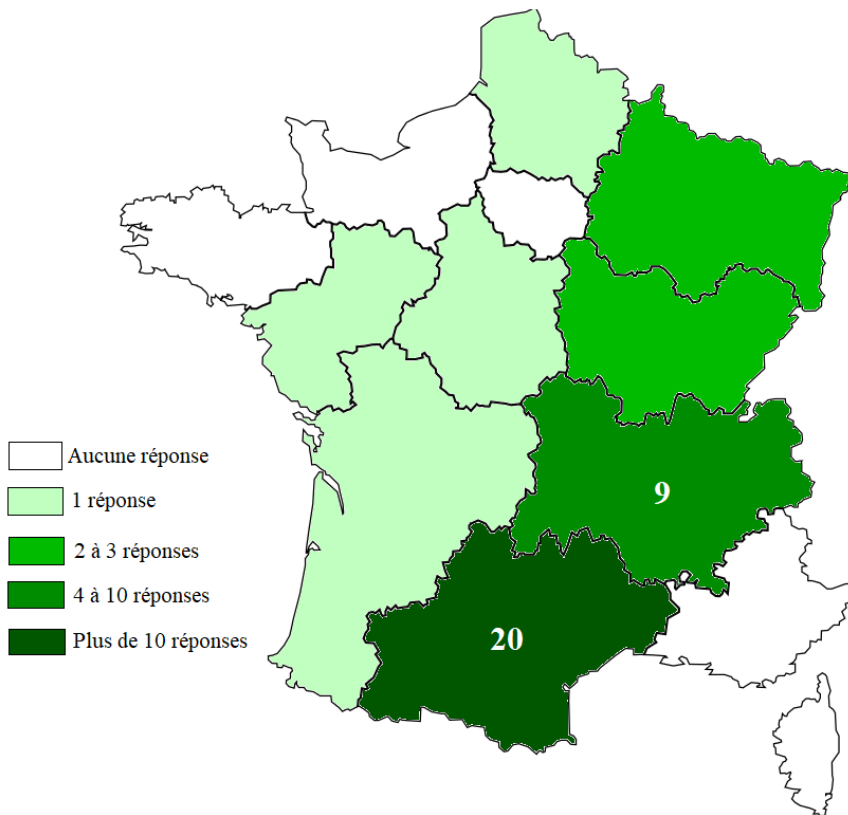 Aucune réponse
1 réponse
2 à 3 réponses
4 à 10 réponses
Plus de 10 réponses
9
20